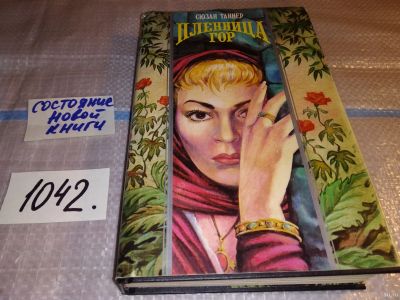 СЮЗАН ТАННЕР
ПЛЕННИЦА
ГОР
СОСТОЯНИЕ
НОВОЙ
КНИГИ
1042.